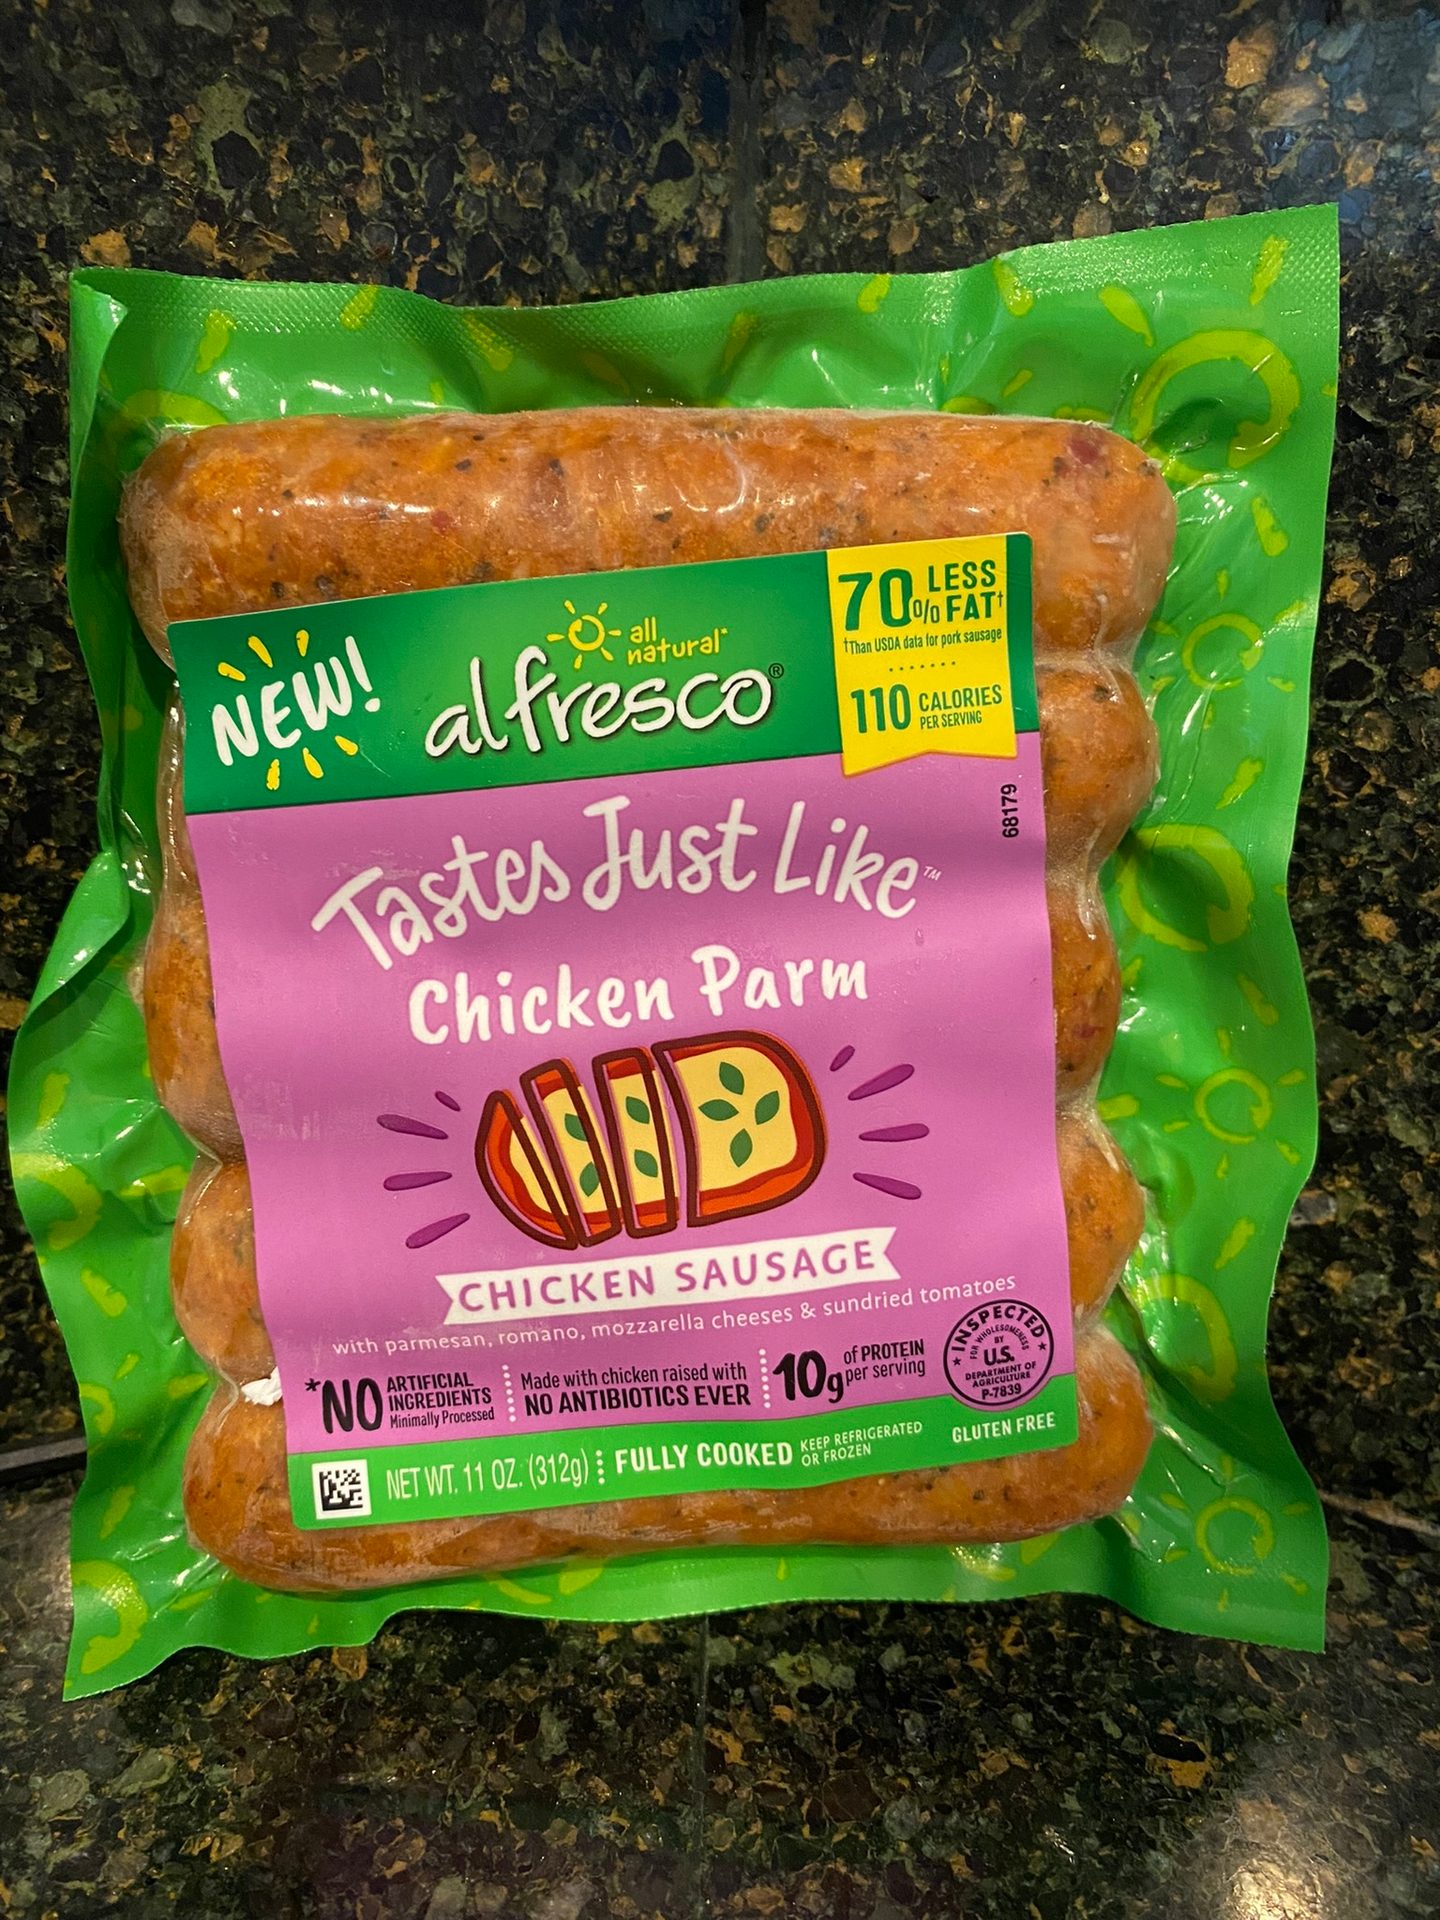 NEW!
all
natural*
al fresco®
70% LESS FAT†
†Than USDA data for pork sausage
110 CALORIES
PER SERVING
68179
Tastes Just Like™
Chicken Parm
CHICKEN SAUSAGE
with parmesan, romano, mozzarella cheeses & sundried tomatoes
*NO ARTIFICIAL INGREDIENTS
Minimally Processed
Made with chicken raised with
NO ANTIBIOTICS EVER
10g of PROTEIN
per serving
INSPECTED
FOR WHOLESOMENESS
BY
U.S.
DEPARTMENT OF
AGRICULTURE
P-7839
NET WT. 11 OZ. (312g)
FULLY COOKED
KEEP REFRIGERATED
OR FROZEN
GLUTEN FREE